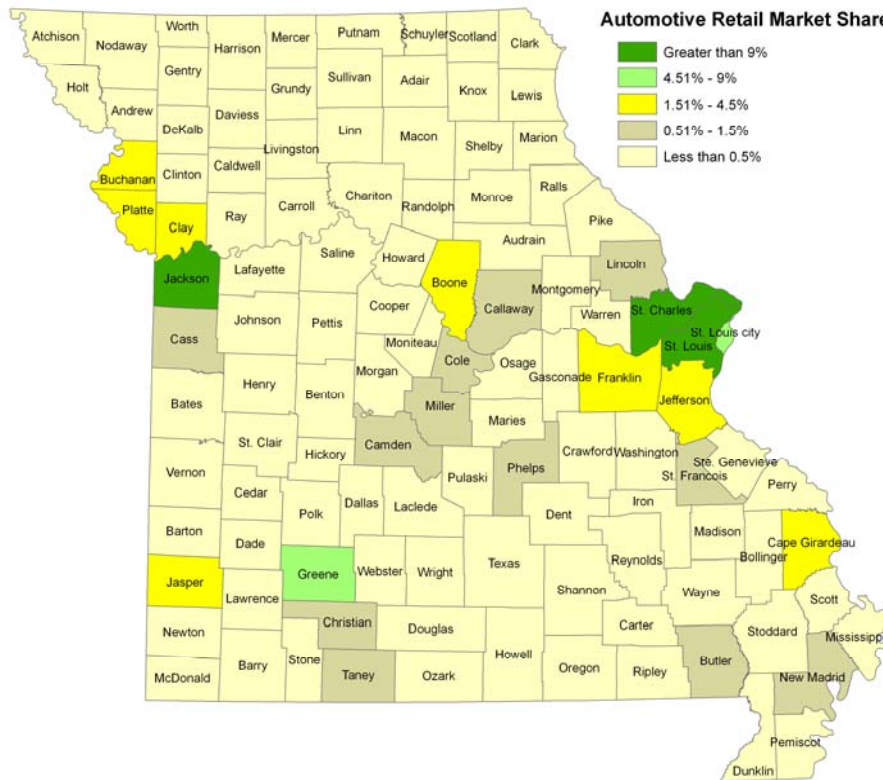 Automotive Retail Market Share
Greater than 9%
4.51% - 9%
1.51% - 4.5%
0.51% - 1.5%
Less than 0.5%
Atchison
Nodaway
Worth
Harrison
Mercer
Putnam
Schuyler
Scotland
Clark
Holt
Gentry
Grundy
Sullivan
Adair
Knox
Lewis
Andrew
DeKalb
Daviess
Livingston
Linn
Macon
Shelby
Marion
Buchanan
Clinton
Caldwell
Carroll
Chariton
Randolph
Monroe
Ralls
Platte
Clay
Ray
Saline
Howard
Audrain
Pike
Jackson
Lafayette
Boone
Callaway
Montgomery
Lincoln
Cass
Johnson
Pettis
Cooper
Moniteau
Cole
Warren
St. Charles
St. Louis city
St. Louis
Bates
Henry
Benton
Morgan
Miller
Osage
Gasconade
Franklin
Jefferson
St. Clair
Hickory
Camden
Maries
Phelps
Crawford
Washington
St. Francois
Ste. Genevieve
Perry
Vernon
Cedar
Polk
Dallas
Laclede
Pulaski
Dent
Iron
Madison
Bollinger
Cape Girardeau
Barton
Dade
Greene
Webster
Wright
Texas
Shannon
Reynolds
Wayne
Scott
Jasper
Lawrence
Christian
Douglas
Howell
Carter
Stoddard
Mississippi
Newton
Barry
Stone
Taney
Ozark
Oregon
Ripley
Butler
New Madrid
McDonald
Pemiscot
Dunklin